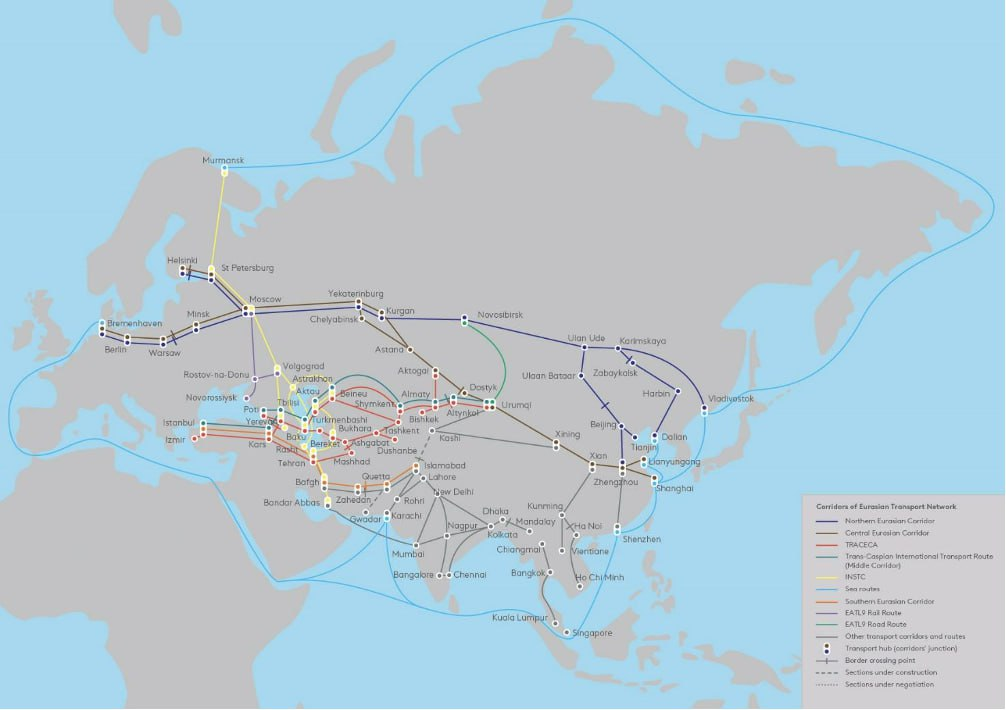 Murmansk
Helsinki
St Petersburg
Moscow
Bremenhaven
Minsk
Berlin
Warsaw
Yekaterinburg
Chelyabinsk
Kurgan
Novosibirsk
Astana
Ulan Ude
Karimskaya
Ulaan Bataar
Zabaykalsk
Harbin
Vladivostok
Rostov-na-Donu
Volgograd
Novorossiysk
Astrakhan
Aktau
Beineu
Aktogai
Dostyk
Poti
Tbilisi
Shymkent
Almaty
Altynkol
Urumqi
Istanbul
Yerevan
Turkmenbashi
Bishkek
Izmir
Kars
Baku
Bukhara
Tashkent
Kashi
Beijing
Dalian
Rasht
Bereket
Ashgabat
Dushanbe
Xining
Tianjin
Tehran
Mashhad
Xian
Lianyungang
Zhengzhou
Shanghai
Bafgh
Quetta
Islamabad
Lahore
Bandar Abbas
Zahedan
Rohri
New Delhi
Gwadar
Karachi
Nagpur
Dhaka
Kolkata
Mandalay
Kunming
Ha Noi
Shenzhen
Mumbai
Chiangmai
Vientiane
Bangalore
Chennai
Bangkok
Ho Chi Minh
Kuala Lumpur
Singapore
Corridors of Eurasian Transport Network
Northern Eurasian Corridor
Central Eurasian Corridor
TRACECA
Trans-Caspian International Transport Route
(Middle Corridor)
INSTC
Sea routes
Southern Eurasian Corridor
EATL9 Rail Route
EATL9 Road Route
Other transport corridors and routes
Transport hub (corridors' junction)
Border crossing point
Sections under construction
Sections under negotiation